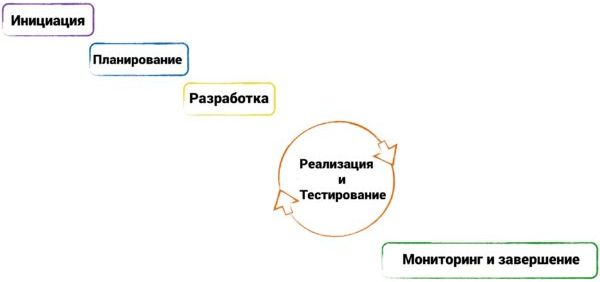 Инициация
Планирование
Разработка
Реализация
и
Тестирование
Мониторинг и завершение